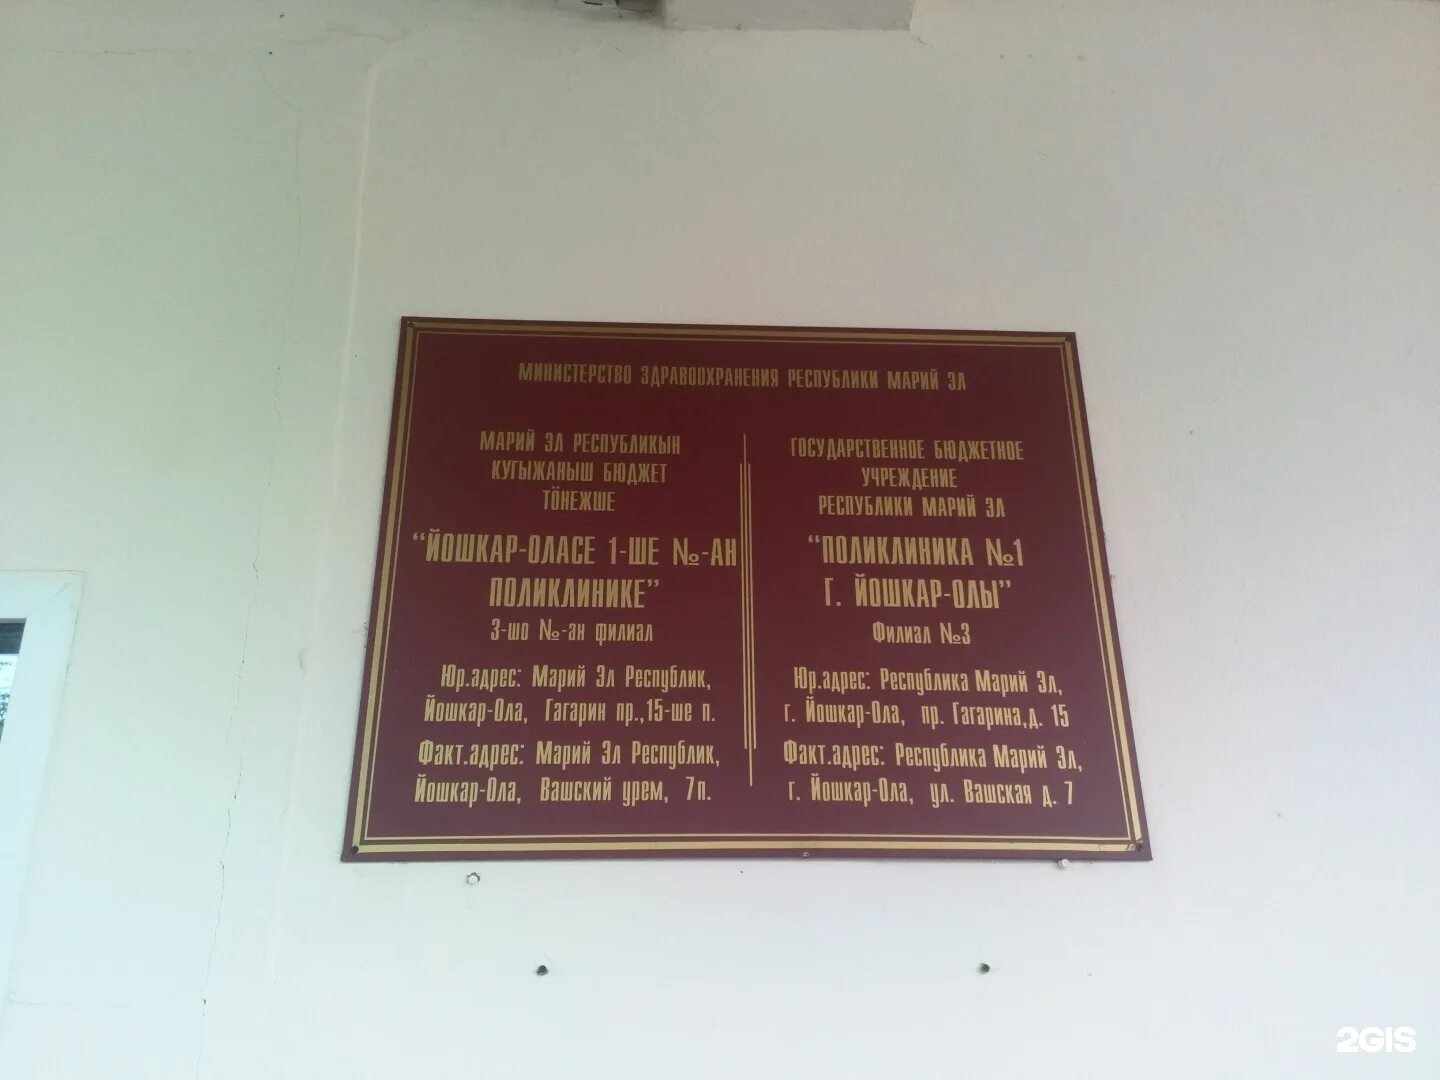 МИНИСТЕРСТВО ЗДРАВООХРАНЕНИЯ РЕСПУБЛИКИ МАРИЙ ЭЛ
МАРИЙ ЭЛ РЕСПУБЛИКЫН
КУГЫЖАНЫШ БЮДЖЕТ
ТӦНЕЖШЕ
“ЙОШКАР-ОЛАСЕ 1-ШЕ №-АН
ПОЛИКЛИНИКЕ”
3-шо №-ан филиал
Юр.адрес: Марий Эл Республик,
Йошкар-Ола, Гагарин пр.,15-ше п.
Факт.адрес: Марий Эл Республик,
Йошкар-Ола, Вашский урем, 7п.
ГОСУДАРСТВЕННОЕ БЮДЖЕТНОЕ
УЧРЕЖДЕНИЕ
РЕСПУБЛИКИ МАРИЙ ЭЛ
“ПОЛИКЛИНИКА №1
Г. ЙОШКАР-ОЛЫ”
Филиал №3
Юр.адрес: Республика Марий Эл,
г. Йошкар-Ола, пр. Гагарина,д. 15
Факт.адрес: Республика Марий Эл,
г. Йошкар-Ола, ул. Вашская д. 7
2GIS